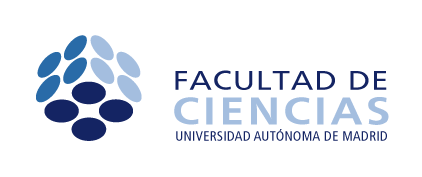 FACULTAD DE
CIENCIAS
UNIVERSIDAD AUTÓNOMA DE MADRID